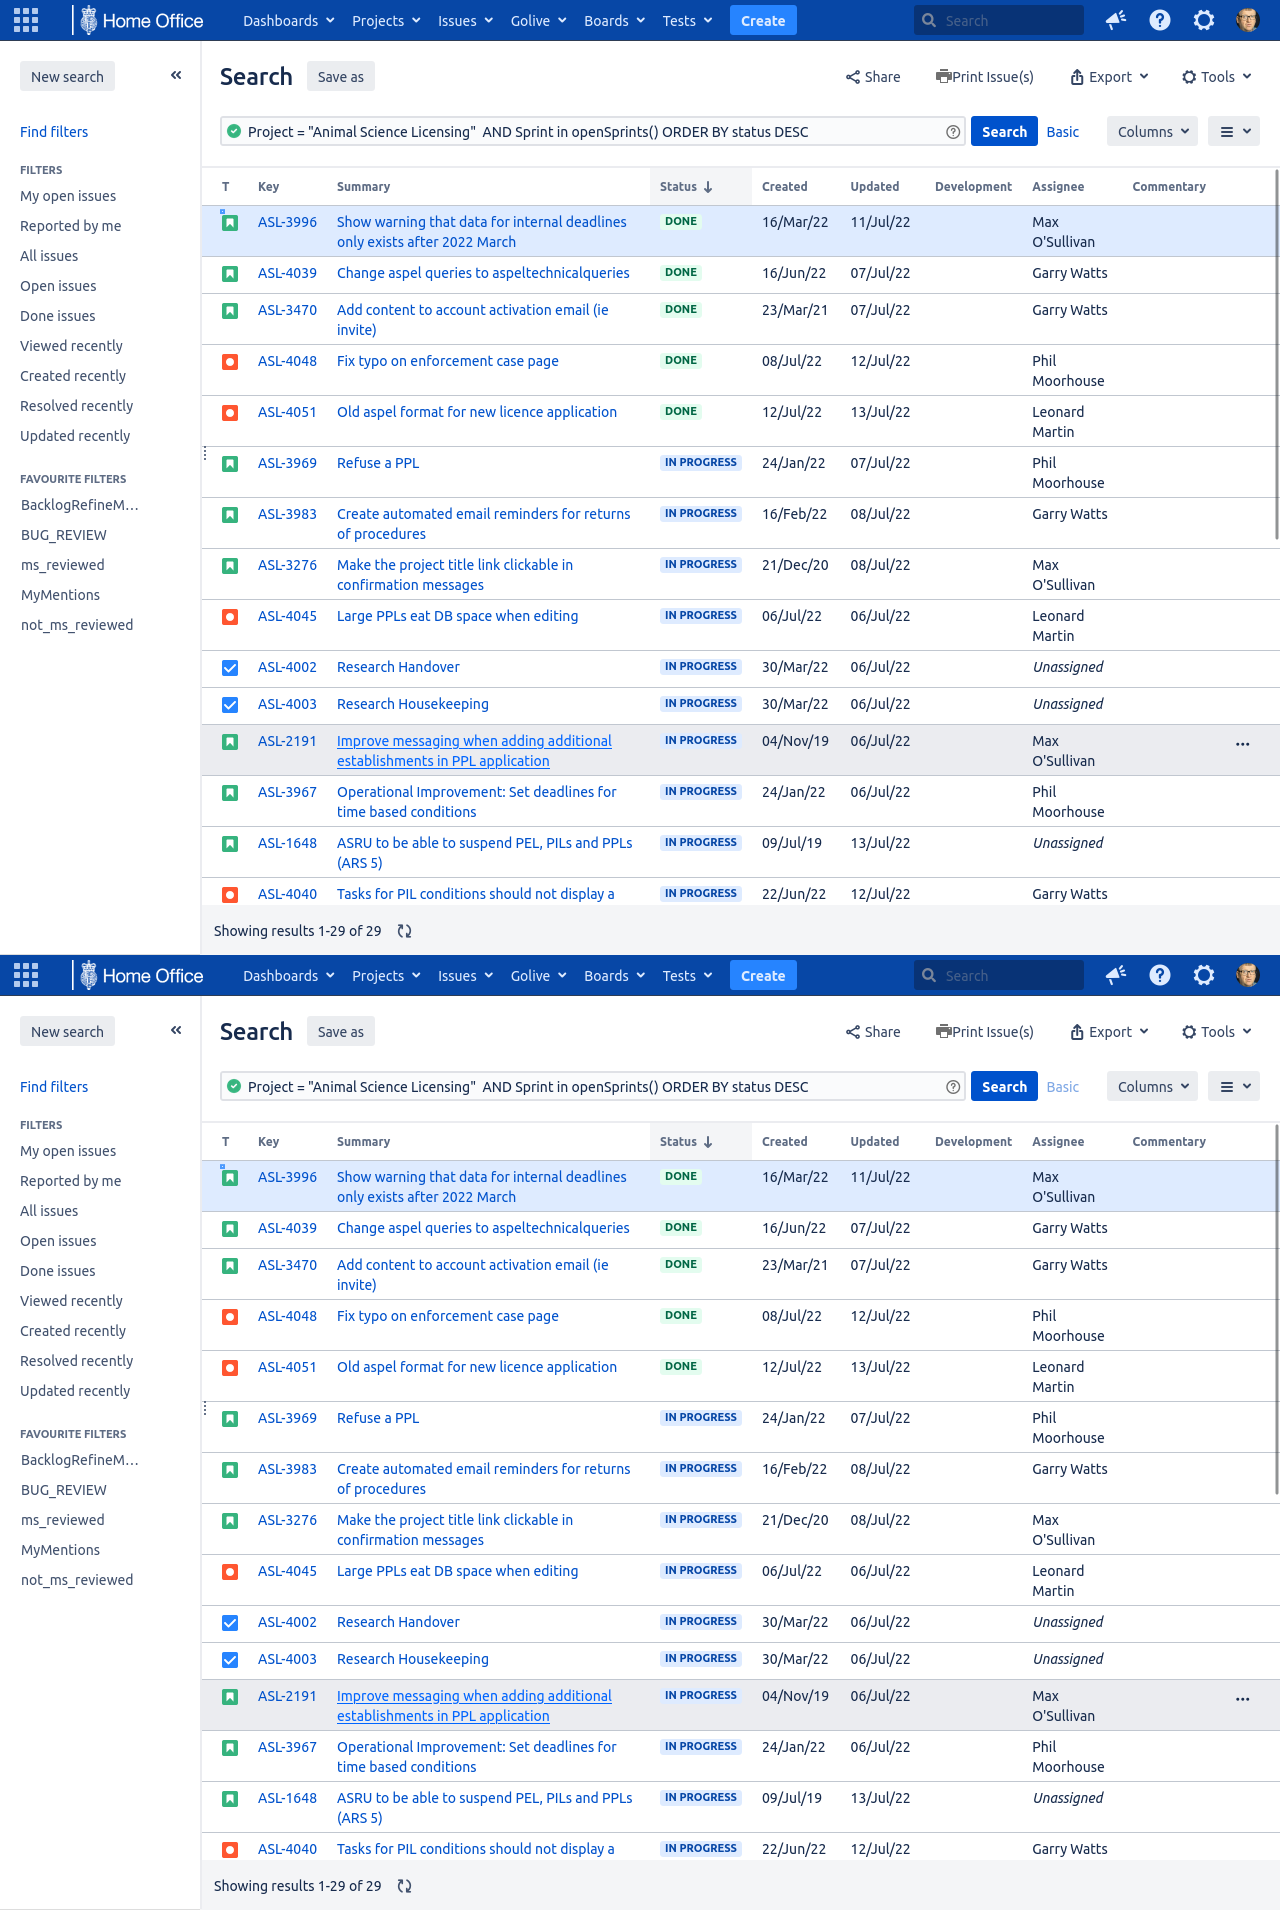 Home Office Dashboards Projects Issues Golive Boards Tests Create Search
New search
Search Save as Share Print Issue(s) Export Tools
Find filters
Project = "Animal Science Licensing"  AND Sprint in openSprints() ORDER BY status DESC Search Basic Columns
FILTERS
My open issues
Reported by me
All issues
Open issues
Done issues
Viewed recently
Created recently
Resolved recently
Updated recently
FAVOURITE FILTERS
BacklogRefineM…
BUG_REVIEW
ms_reviewed
MyMentions
not_ms_reviewed
T Key Summary Status Created Updated Development Assignee Commentary
ASL-3996 Show warning that data for internal deadlines DONE 16/Mar/22 11/Jul/22 Max
only exists after 2022 March O'Sullivan
ASL-4039 Change aspel queries to aspeltechnicalqueries DONE 16/Jun/22 07/Jul/22 Garry Watts
ASL-3470 Add content to account activation email (ie DONE 23/Mar/21 07/Jul/22 Garry Watts
invite)
ASL-4048 Fix typo on enforcement case page DONE 08/Jul/22 12/Jul/22 Phil
Moorhouse
ASL-4051 Old aspel format for new licence application DONE 12/Jul/22 13/Jul/22 Leonard
Martin
ASL-3969 Refuse a PPL IN PROGRESS 24/Jan/22 07/Jul/22 Phil
Moorhouse
ASL-3983 Create automated email reminders for returns IN PROGRESS 16/Feb/22 08/Jul/22 Garry Watts
of procedures
ASL-3276 Make the project title link clickable in IN PROGRESS 21/Dec/20 08/Jul/22 Max
confirmation messages O'Sullivan
ASL-4045 Large PPLs eat DB space when editing IN PROGRESS 06/Jul/22 06/Jul/22 Leonard
Martin
ASL-4002 Research Handover IN PROGRESS 30/Mar/22 06/Jul/22 Unassigned
ASL-4003 Research Housekeeping IN PROGRESS 30/Mar/22 06/Jul/22 Unassigned
ASL-2191 Improve messaging when adding additional IN PROGRESS 04/Nov/19 06/Jul/22 Max
establishments in PPL application O'Sullivan
ASL-3967 Operational Improvement: Set deadlines for IN PROGRESS 24/Jan/22 06/Jul/22 Phil
time based conditions Moorhouse
ASL-1648 ASRU to be able to suspend PEL, PILs and PPLs IN PROGRESS 09/Jul/19 13/Jul/22 Unassigned
(ARS 5)
ASL-4040 Tasks for PIL conditions should not display a IN PROGRESS 22/Jun/22 12/Jul/22 Garry Watts
Showing results 1-29 of 29
Home Office Dashboards Projects Issues Golive Boards Tests Create Search
New search
Search Save as Share Print Issue(s) Export Tools
Find filters
Project = "Animal Science Licensing"  AND Sprint in openSprints() ORDER BY status DESC Search Basic Columns
FILTERS
My open issues
Reported by me
All issues
Open issues
Done issues
Viewed recently
Created recently
Resolved recently
Updated recently
FAVOURITE FILTERS
BacklogRefineM…
BUG_REVIEW
ms_reviewed
MyMentions
not_ms_reviewed
T Key Summary Status Created Updated Development Assignee Commentary
ASL-3996 Show warning that data for internal deadlines DONE 16/Mar/22 11/Jul/22 Max
only exists after 2022 March O'Sullivan
ASL-4039 Change aspel queries to aspeltechnicalqueries DONE 16/Jun/22 07/Jul/22 Garry Watts
ASL-3470 Add content to account activation email (ie DONE 23/Mar/21 07/Jul/22 Garry Watts
invite)
ASL-4048 Fix typo on enforcement case page DONE 08/Jul/22 12/Jul/22 Phil
Moorhouse
ASL-4051 Old aspel format for new licence application DONE 12/Jul/22 13/Jul/22 Leonard
Martin
ASL-3969 Refuse a PPL IN PROGRESS 24/Jan/22 07/Jul/22 Phil
Moorhouse
ASL-3983 Create automated email reminders for returns IN PROGRESS 16/Feb/22 08/Jul/22 Garry Watts
of procedures
ASL-3276 Make the project title link clickable in IN PROGRESS 21/Dec/20 08/Jul/22 Max
confirmation messages O'Sullivan
ASL-4045 Large PPLs eat DB space when editing IN PROGRESS 06/Jul/22 06/Jul/22 Leonard
Martin
ASL-4002 Research Handover IN PROGRESS 30/Mar/22 06/Jul/22 Unassigned
ASL-4003 Research Housekeeping IN PROGRESS 30/Mar/22 06/Jul/22 Unassigned
ASL-2191 Improve messaging when adding additional IN PROGRESS 04/Nov/19 06/Jul/22 Max
establishments in PPL application O'Sullivan
ASL-3967 Operational Improvement: Set deadlines for IN PROGRESS 24/Jan/22 06/Jul/22 Phil
time based conditions Moorhouse
ASL-1648 ASRU to be able to suspend PEL, PILs and PPLs IN PROGRESS 09/Jul/19 13/Jul/22 Unassigned
(ARS 5)
ASL-4040 Tasks for PIL conditions should not display a IN PROGRESS 22/Jun/22 12/Jul/22 Garry Watts
Showing results 1-29 of 29